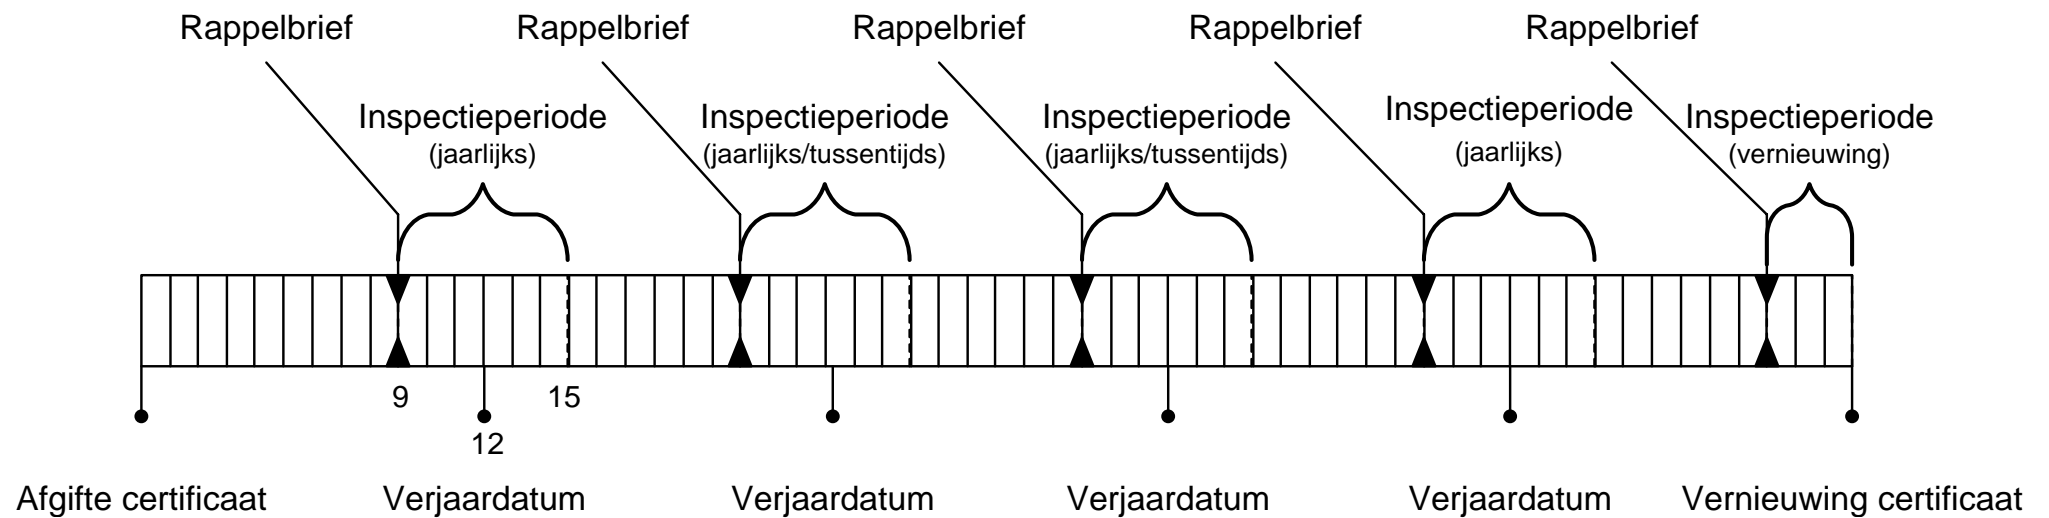 Rappelbrief
Rappelbrief
Rappelbrief
Rappelbrief
Rappelbrief
Inspectieperiode
(jaarlijks)
Inspectieperiode
(jaarlijks/tussentijds)
Inspectieperiode
(jaarlijks/tussentijds)
Inspectieperiode
(jaarlijks)
Inspectieperiode
(vernieuwing)
9
15
12
Afgifte certificaat
Verjaardatum
Verjaardatum
Verjaardatum
Verjaardatum
Vernieuwing certificaat